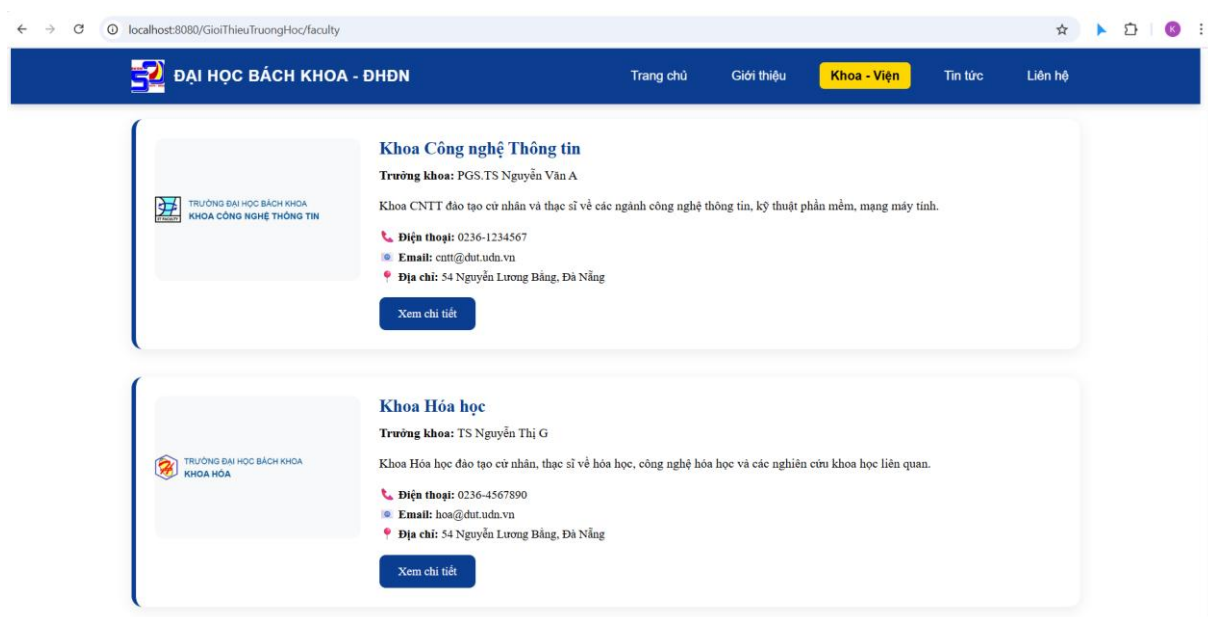 localhost:8080/GioiThieuTruongHoc/faculty
K
ĐẠI HỌC BÁCH KHOA - ĐHĐN
Trang chủ
Giới thiệu
Khoa - Viện
Tin tức
Liên hệ
TRƯỜNG ĐẠI HỌC BÁCH KHOA
KHOA CÔNG NGHỆ THÔNG TIN
Khoa Công nghệ Thông tin
Trưởng khoa: PGS.TS Nguyễn Văn A
Khoa CNTT đào tạo cử nhân và thạc sĩ về các ngành công nghệ thông tin, kỹ thuật phần mềm, mạng máy tính.
Điện thoại: 0236-1234567
Email: cntt@dut.udn.vn
Địa chỉ: 54 Nguyễn Lương Bằng, Đà Nẵng
Xem chi tiết
TRƯỜNG ĐẠI HỌC BÁCH KHOA
KHOA HÓA
Khoa Hóa học
Trưởng khoa: TS Nguyễn Thị G
Khoa Hóa học đào tạo cử nhân, thạc sĩ về hóa học, công nghệ hóa học và các nghiên cứu khoa học liên quan.
Điện thoại: 0236-4567890
Email: hoa@dut.udn.vn
Địa chỉ: 54 Nguyễn Lương Bằng, Đà Nẵng
Xem chi tiết